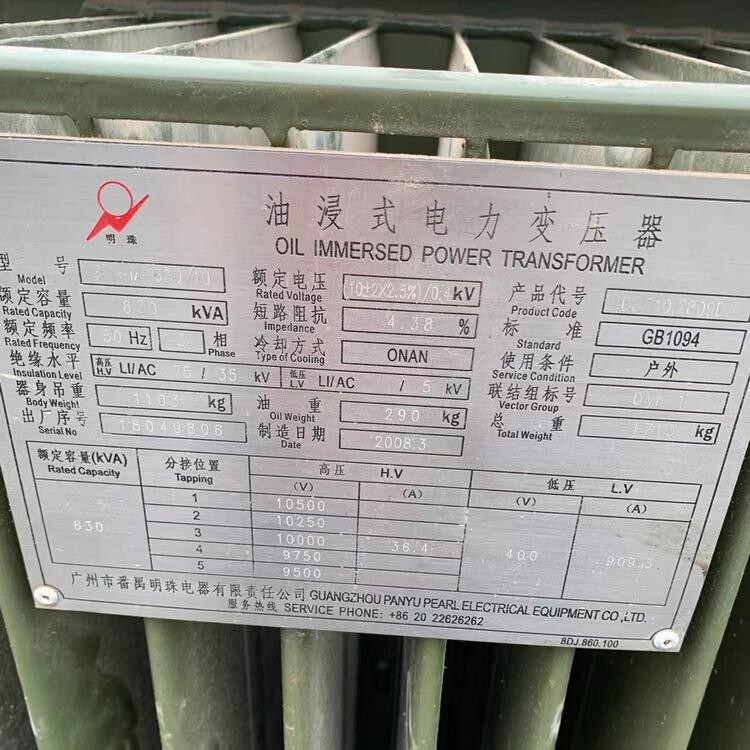 明珠
油浸式电力变压器
OIL IMMERSED POWER TRANSFORMER
型号 Model
额定电压 Rated Voltage (10±2X2.5%)/0.4 kV
产品代号 Product Code
额定容量 Rated Capacity 630 kVA
短路阻抗 Impedance 4.38 %
标准 Standard GB1094
额定频率 Rated Frequency 50 Hz 3 相 Phase
冷却方式 Type of Cooling ONAN
使用条件 Service Condition 户外
绝缘水平 Insulation Level 高压 H.V LI/AC 75 / 35 kV 低压 L.V LI/AC / 5 kV
联结组标号 Vector Group
器身吊重 Body Weight 1103 kg
油重 Oil Weight 290 kg
总重 Total Weight 1713 kg
出厂序号 Serial No 18049806
制造日期 Date 2008.3
额定容量(kVA) Rated Capacity
分接位置 Tapping
高压 H.V
低压 L.V
(V) (A) (V) (A)
1 10500
2 10250
630 3 10000 36.4 400 909.3
4 9750
5 9500
广州市番禺明珠电器有限责任公司 GUANGZHOU PANYU PEARL ELECTRICAL EQUIPMENT CO.,LTD.
服务热线 SERVICE PHONE: +86 20 22626262
8DJ.860.100